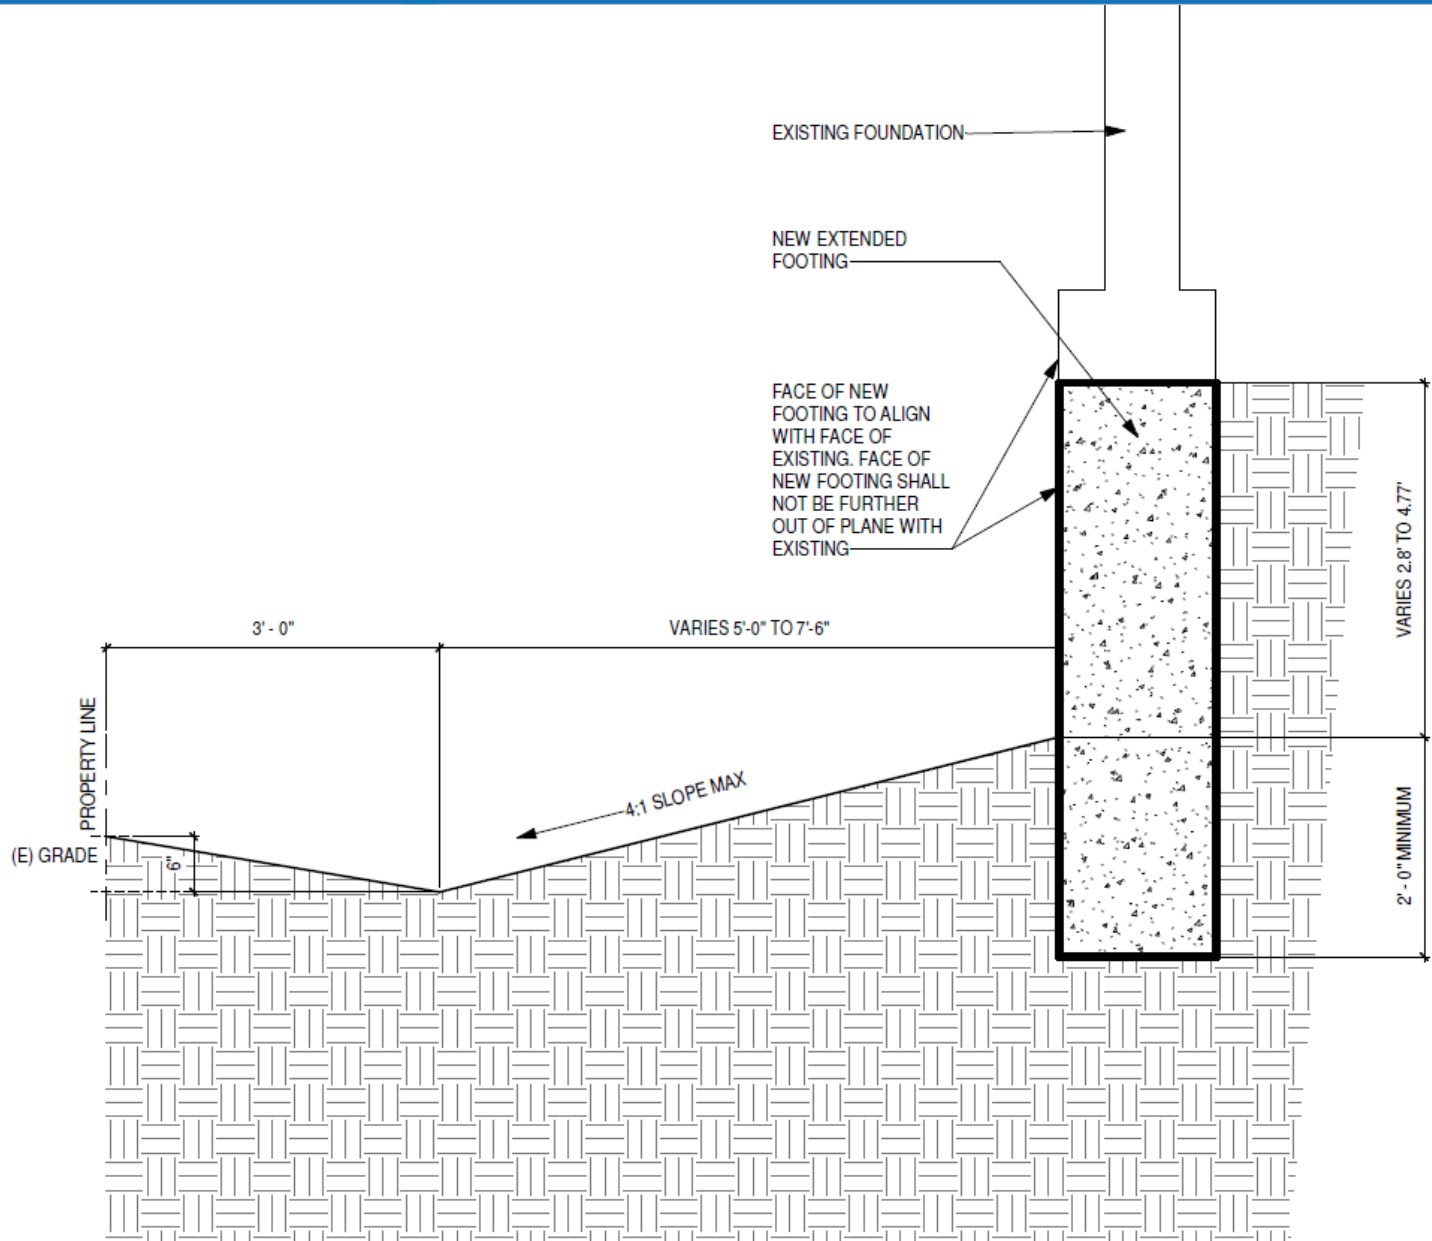 EXISTING FOUNDATION
NEW EXTENDED
FOOTING
FACE OF NEW
FOOTING TO ALIGN
WITH FACE OF
EXISTING. FACE OF
NEW FOOTING SHALL
NOT BE FURTHER
OUT OF PLANE WITH
EXISTING
VARIES 2.8' TO 4.77'
3' - 0"
VARIES 5'-0" TO 7'-6"
PROPERTY LINE
4:1 SLOPE MAX
(E) GRADE
6"
2' - 0" MINIMUM